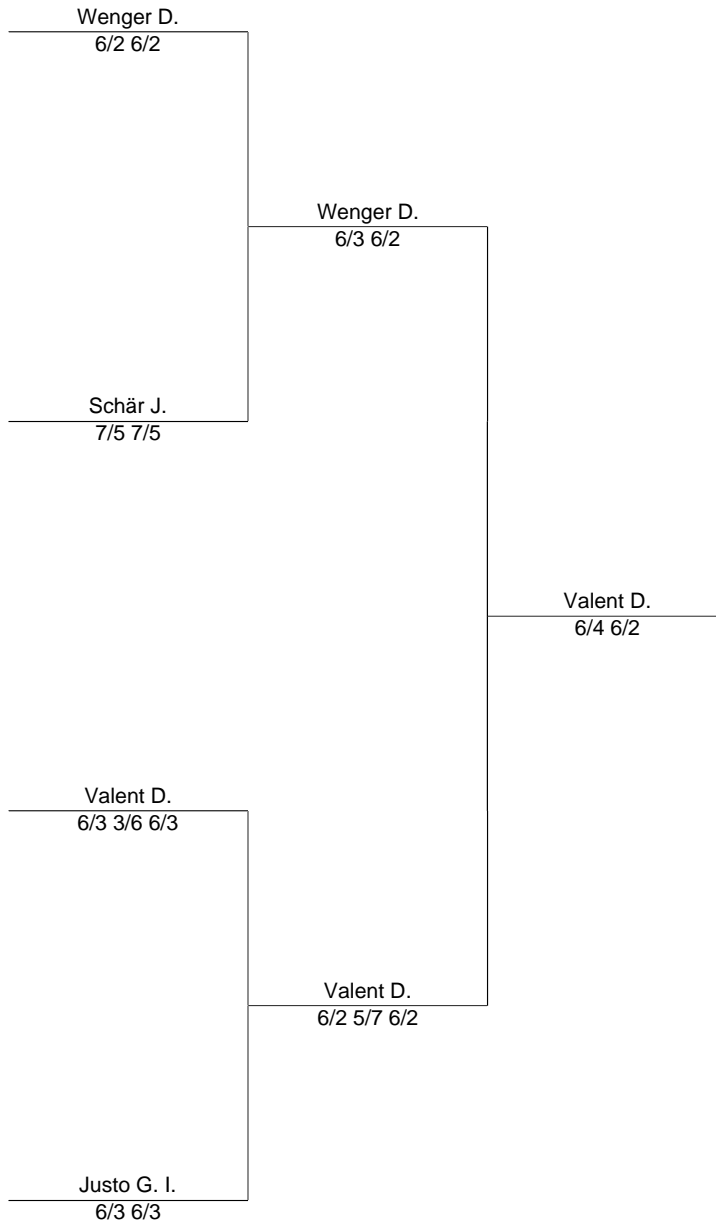 Wenger D.
6/2 6/2
Wenger D.
6/3 6/2
Schär J.
7/5 7/5
Valent D.
6/4 6/2
Valent D.
6/3 3/6 6/3
Valent D.
6/2 5/7 6/2
Justo G. I.
6/3 6/3